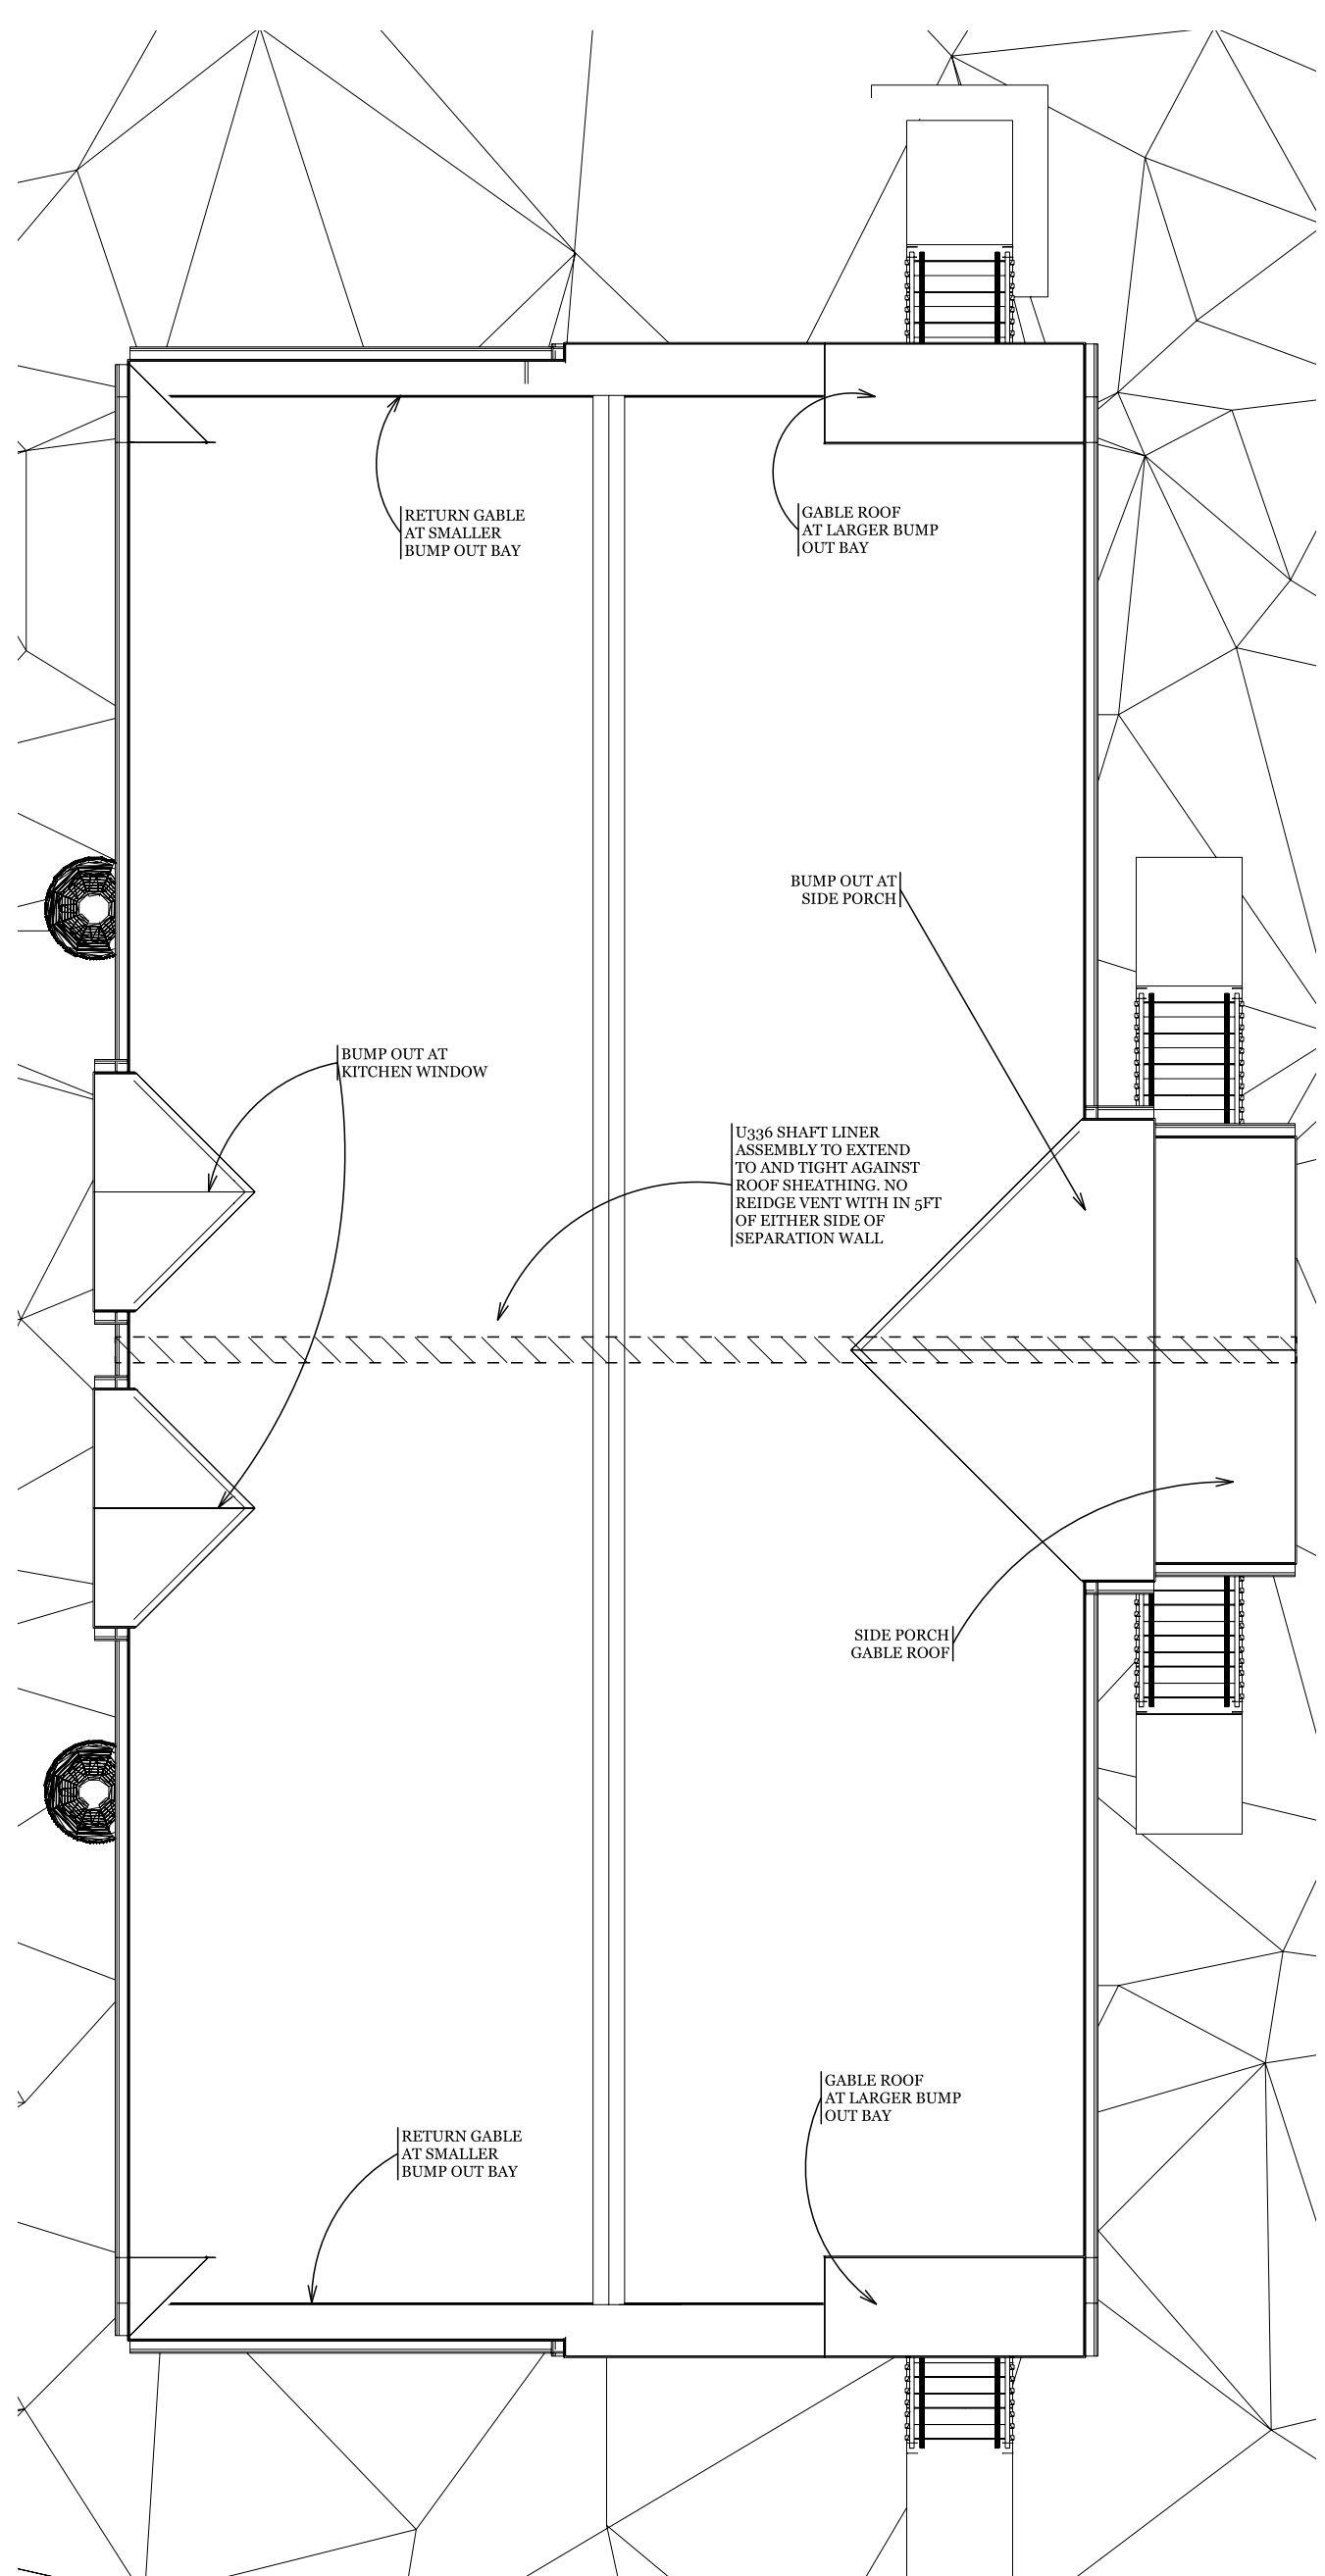 RETURN GABLE
AT SMALLER
BUMP OUT BAY
GABLE ROOF
AT LARGER BUMP
OUT BAY
BUMP OUT AT
SIDE PORCH
BUMP OUT AT
KITCHEN WINDOW
U336 SHAFT LINER
ASSEMBLY TO EXTEND
TO AND TIGHT AGAINST
ROOF SHEATHING. NO
REIDGE VENT WITH IN 5FT
OF EITHER SIDE OF
SEPARATION WALL
SIDE PORCH
GABLE ROOF
GABLE ROOF
AT LARGER BUMP
OUT BAY
RETURN GABLE
AT SMALLER
BUMP OUT BAY